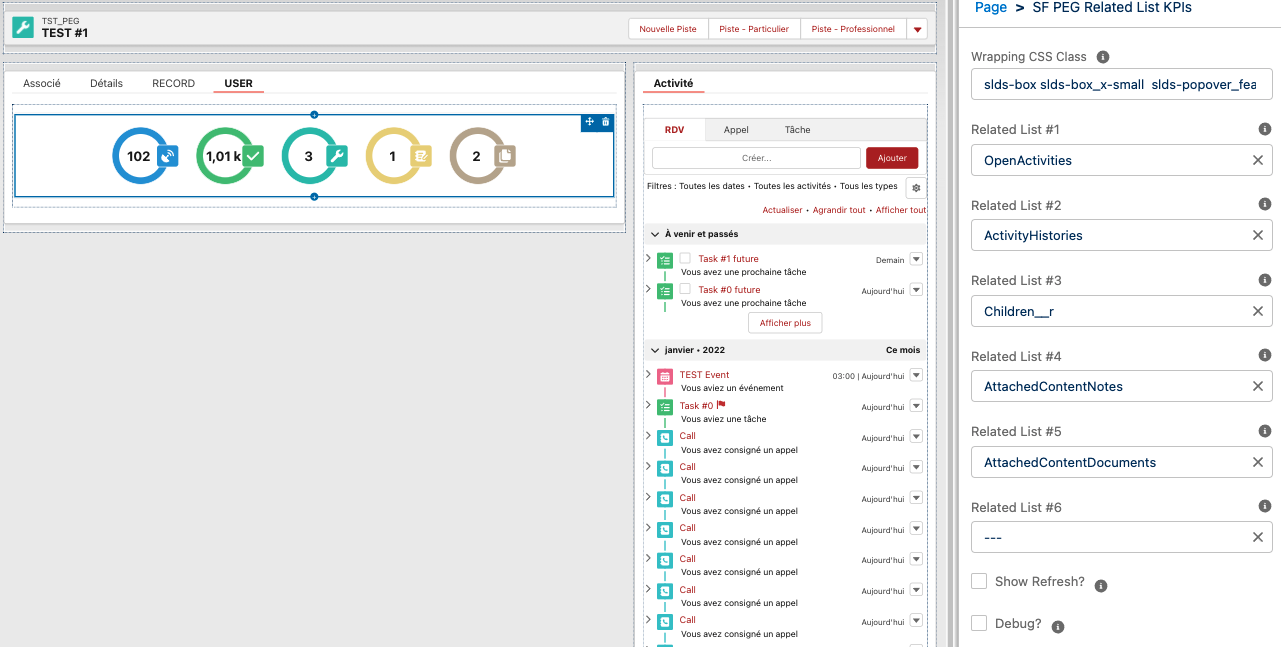 TST_PEG
TEST #1
Nouvelle Piste
Piste - Particulier
Piste - Professionnel
Associé
Détails
RECORD
USER
102
1,01 k
3
1
2
Activité
RDV
Appel
Tâche
Créer...
Ajouter
Filtres : Toutes les dates • Toutes les activités • Tous les types
Actualiser • Agrandir tout • Afficher tout
À venir et passés
Task #1 future
Demain
Vous avez une prochaine tâche
Task #0 future
Aujourd'hui
Vous avez une prochaine tâche
Afficher plus
janvier • 2022
Ce mois
TEST Event
03:00 | Aujourd'hui
Vous aviez un événement
Task #0
Aujourd'hui
Vous aviez une tâche
Call
Aujourd'hui
Vous avez consigné un appel
Call
Aujourd'hui
Vous avez consigné un appel
Call
Aujourd'hui
Vous avez consigné un appel
Call
Aujourd'hui
Vous avez consigné un appel
Call
Aujourd'hui
Vous avez consigné un appel
Call
Aujourd'hui
Vous avez consigné un appel
Call
Aujourd'hui
Vous avez consigné un appel
Page > SF PEG Related List KPIs
Wrapping CSS Class
slds-box slds-box_x-small slds-popover_fea
Related List #1
OpenActivities
Related List #2
ActivityHistories
Related List #3
Children__r
Related List #4
AttachedContentNotes
Related List #5
AttachedContentDocuments
Related List #6
---
Show Refresh?
Debug?